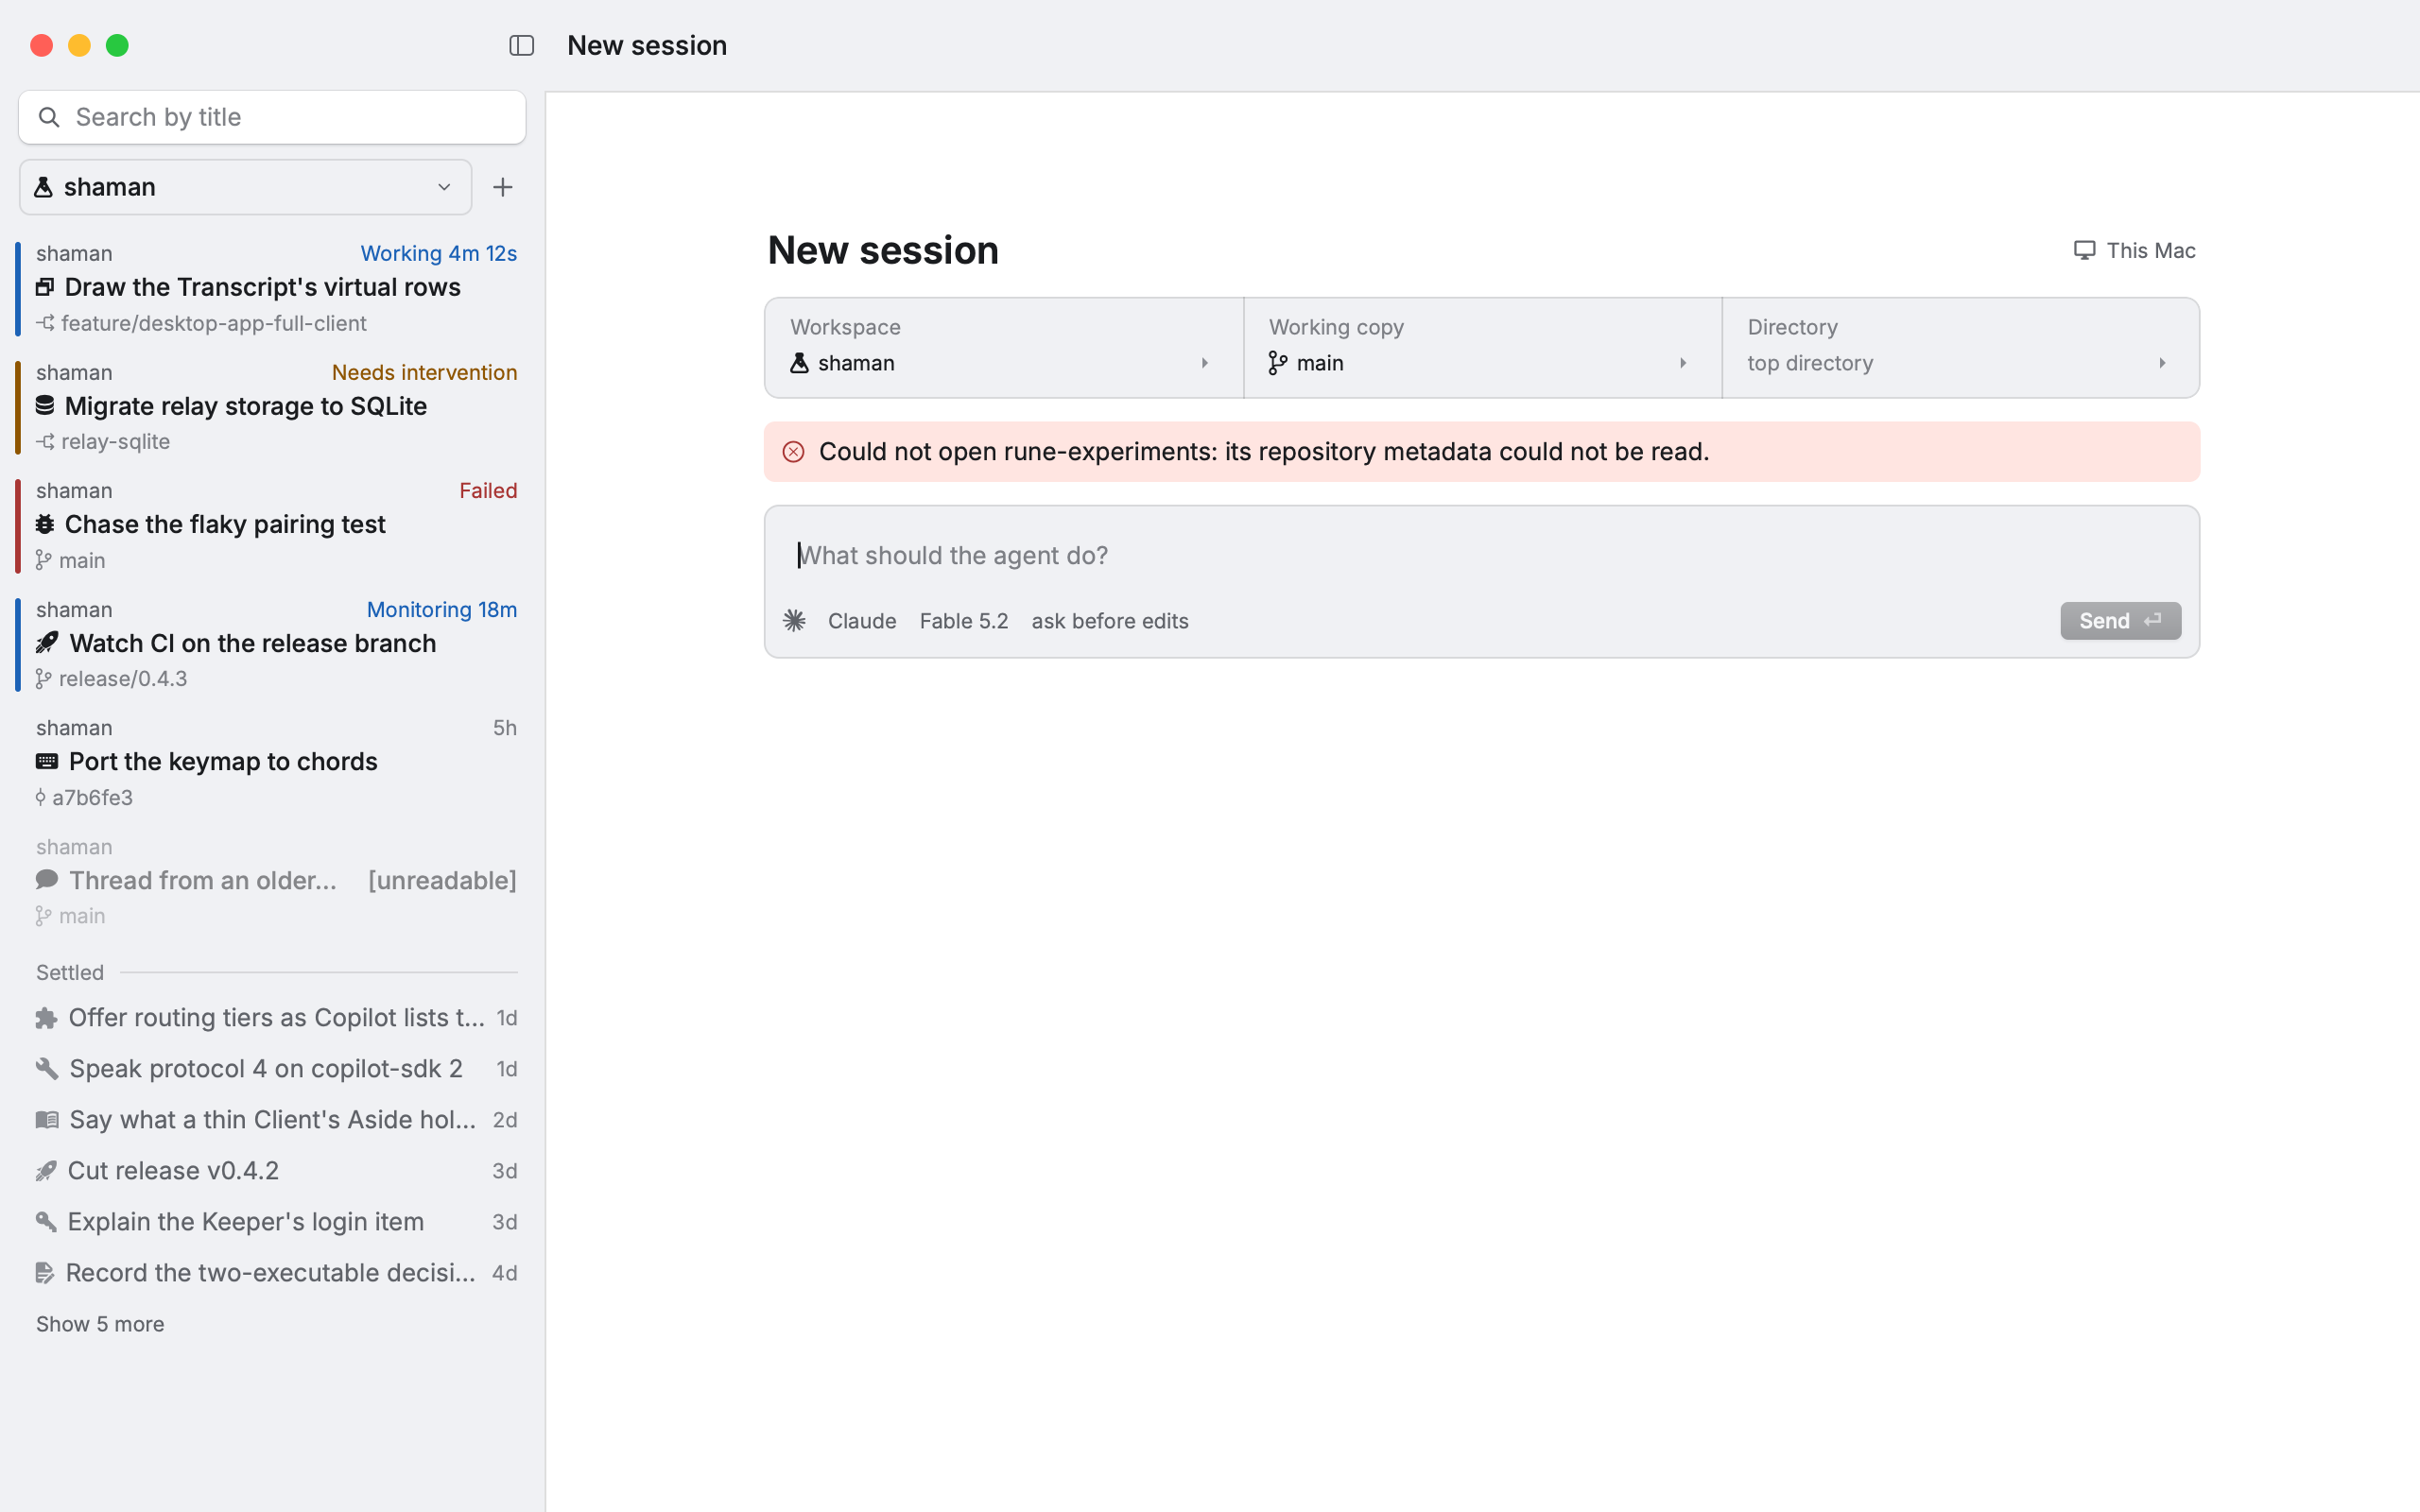 New session
Search by title
shaman
shaman Working 4m 12s
Draw the Transcript's virtual rows
feature/desktop-app-full-client
shaman Needs intervention
Migrate relay storage to SQLite
relay-sqlite
shaman Failed
Chase the flaky pairing test
main
shaman Monitoring 18m
Watch CI on the release branch
release/0.4.3
shaman 5h
Port the keymap to chords
a7b6fe3
shaman
Thread from an older... [unreadable]
main
Settled
Offer routing tiers as Copilot lists t... 1d
Speak protocol 4 on copilot-sdk 2 1d
Say what a thin Client's Aside hol... 2d
Cut release v0.4.2 3d
Explain the Keeper's login item 3d
Record the two-executable decisi... 4d
Show 5 more
New session This Mac
Workspace Working copy Directory
shaman main top directory
Could not open rune-experiments: its repository metadata could not be read.
What should the agent do?
Claude Fable 5.2 ask before edits Send